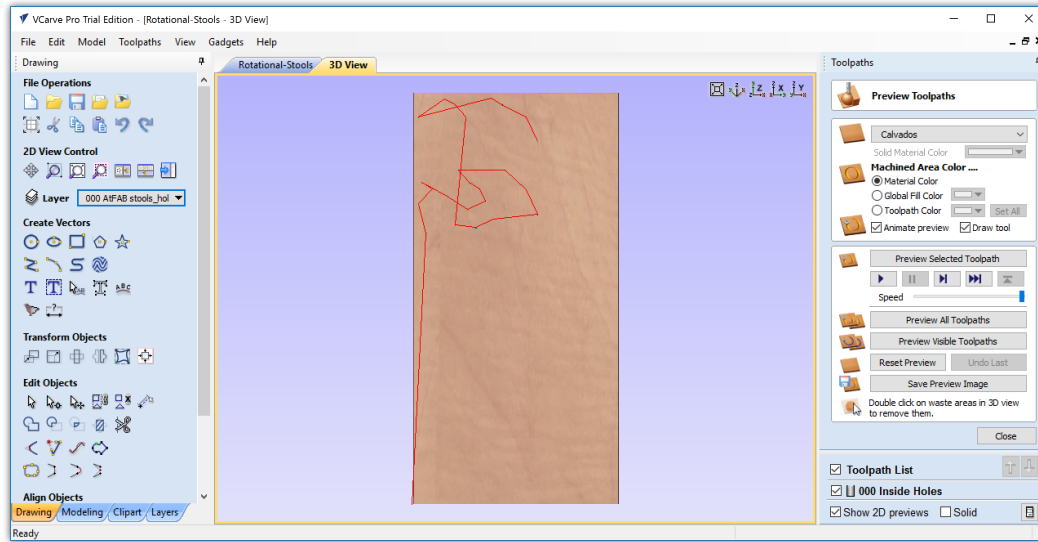 VCarve Pro Trial Edition - [Rotational-Stools - 3D View]
File Edit Model Toolpaths View Gadgets Help
Drawing
File Operations
2D View Control
Layer 000 AtFAB stools_hol
Create Vectors
Transform Objects
Edit Objects
Align Objects
Drawing Modeling Clipart Layers
Ready
Rotational-Stools 3D View
Toolpaths
Preview Toolpaths
Calvados
Solid Material Color
Machined Area Color ....
Material Color
Global Fill Color
Toolpath Color Set All
Animate preview Draw tool
Preview Selected Toolpath
Speed
Preview All Toolpaths
Preview Visible Toolpaths
Reset Preview Undo Last
Save Preview Image
Double click on waste areas in 3D view
to remove them.
Close
Toolpath List
000 Inside Holes
Show 2D previews Solid